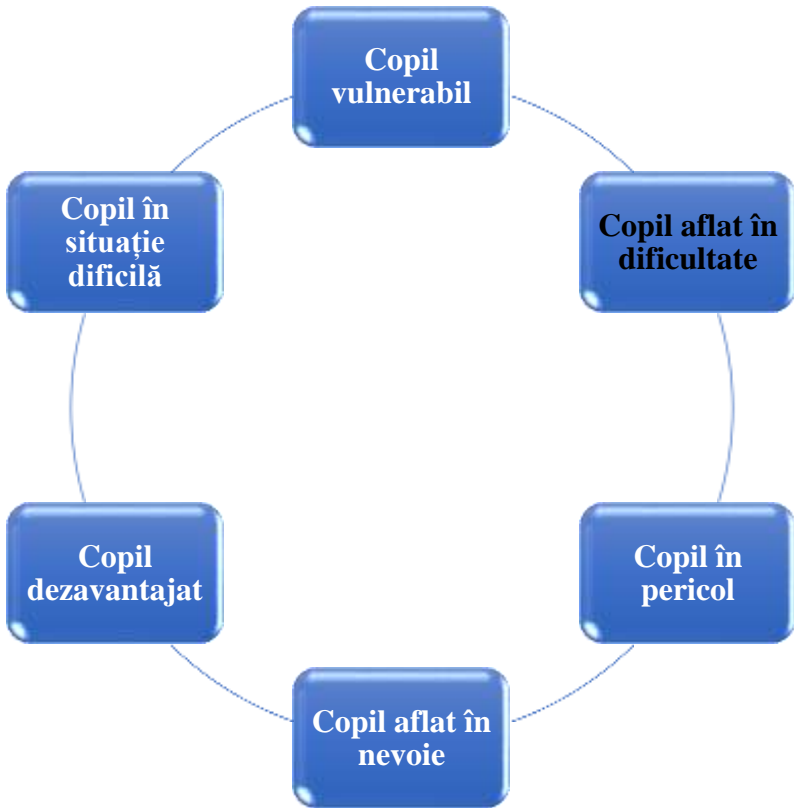 Copil
vulnerabil
Copil aflat în
dificultate
Copil în
pericol
Copil aflat în
nevoie
Copil
dezavantajat
Copil în
situație
dificilă